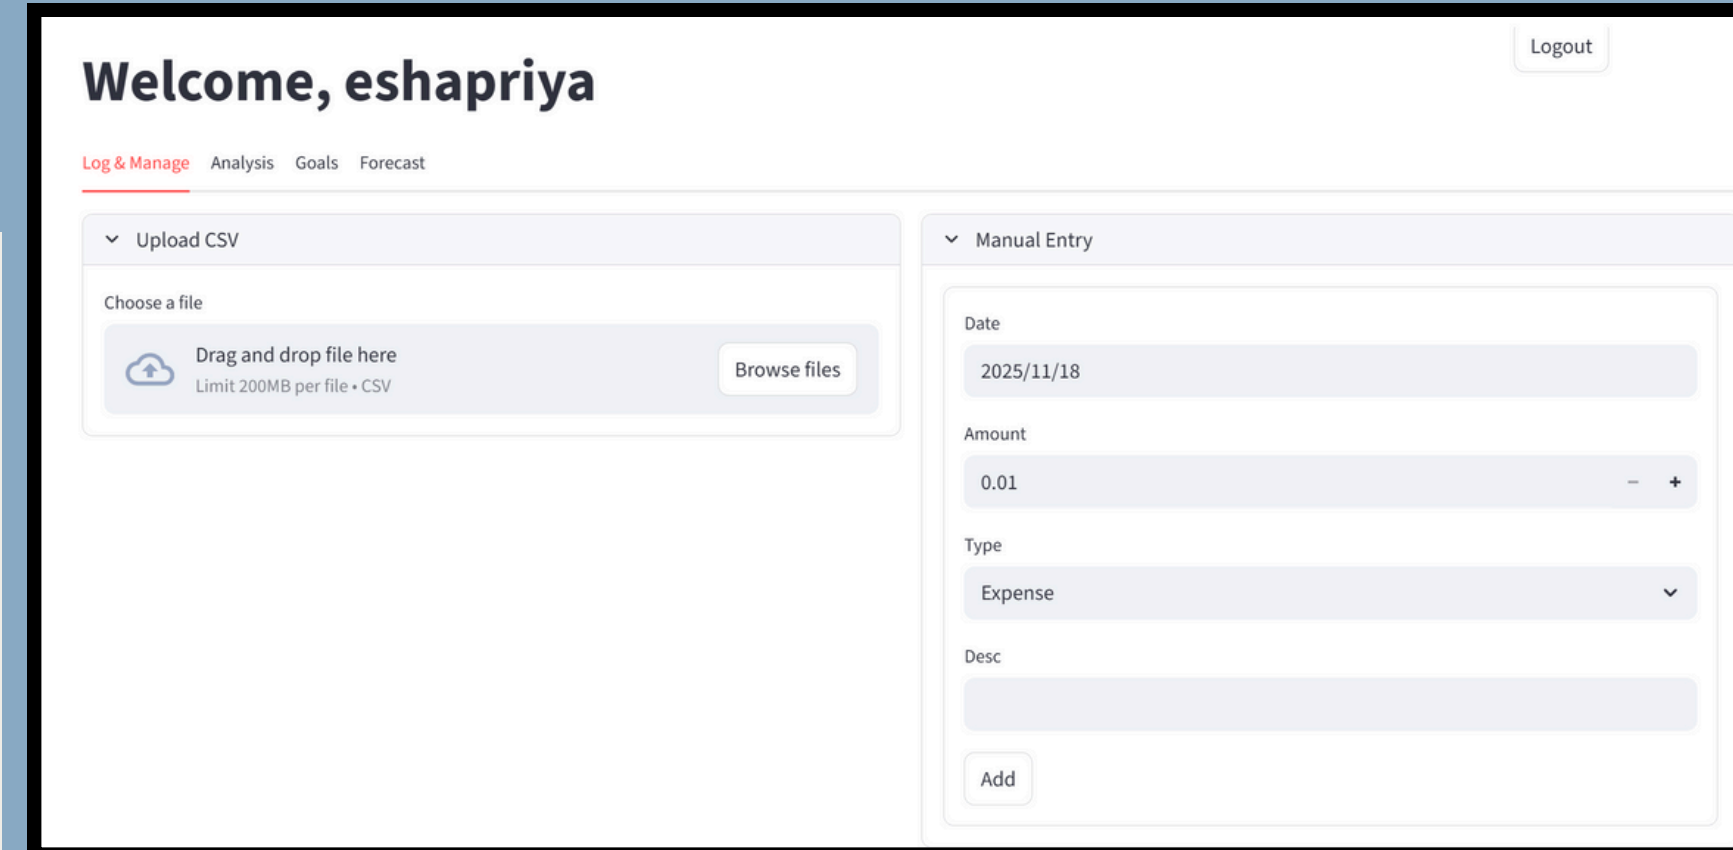 Logout
Welcome, eshapriya
Log & Manage Analysis Goals Forecast
Upload CSV
Choose a file
Drag and drop file here
Limit 200MB per file • CSV
Browse files
Manual Entry
Date
2025/11/18
Amount
0.01
Type
Expense
Desc
Add